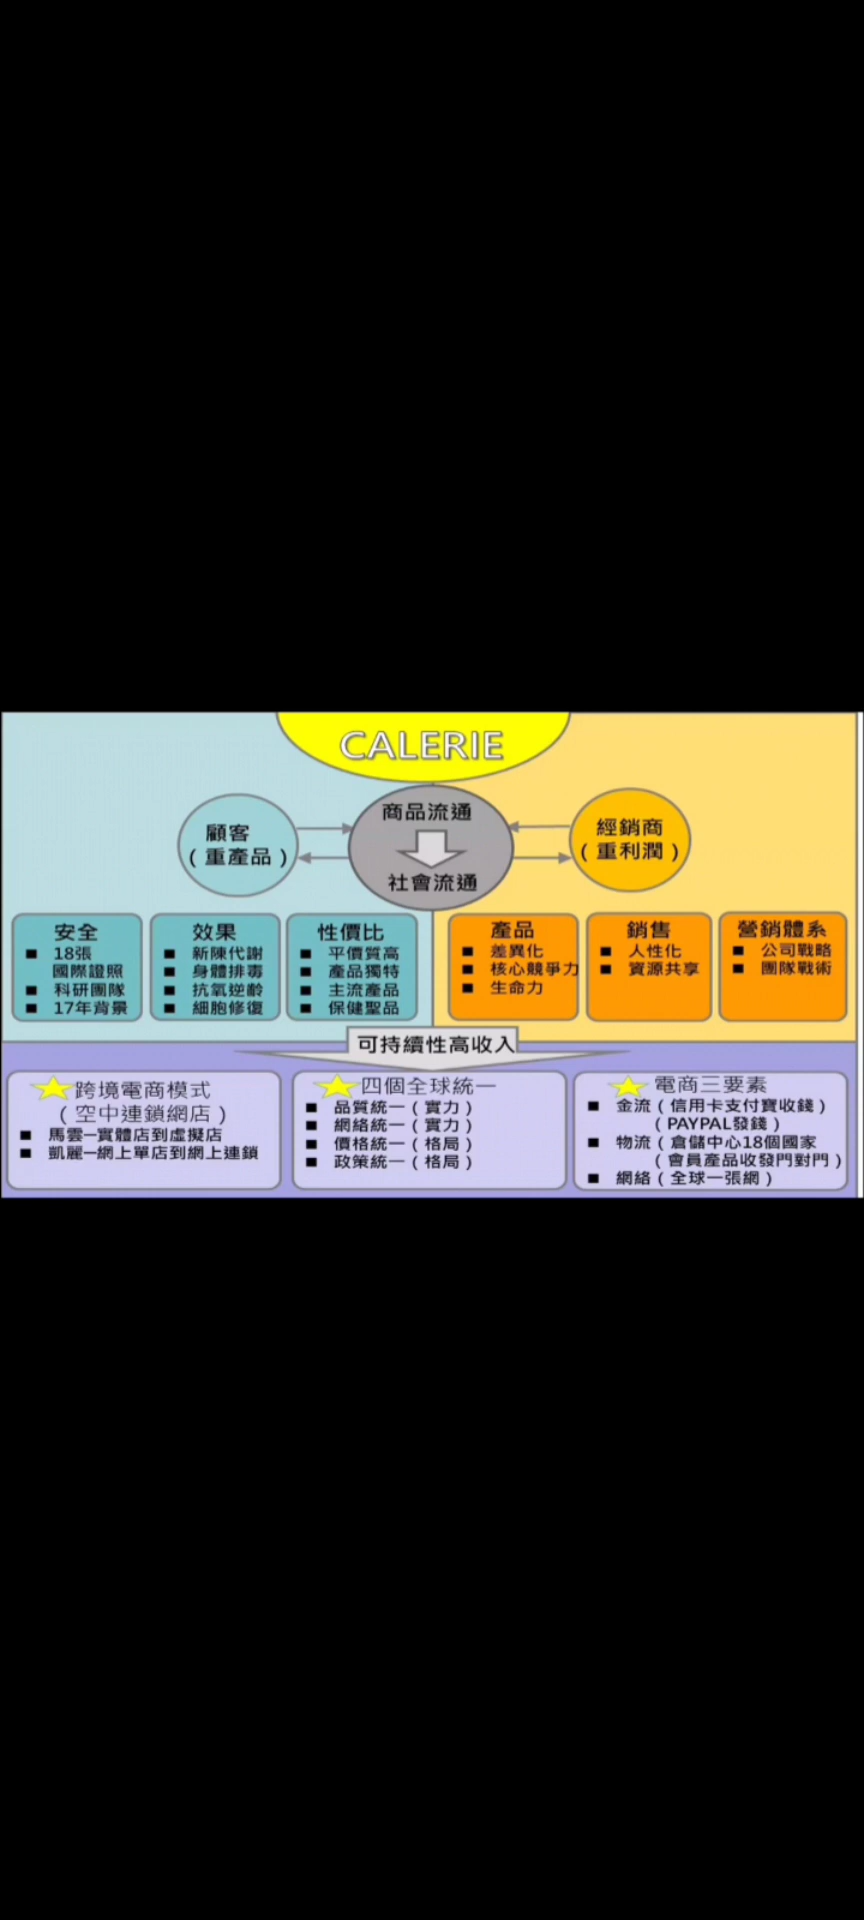 CALERIE
顧客
（重產品）
商品流通
社會流通
經銷商
（重利潤）
安全
■ 18張
國際證照
■ 科研團隊
■ 17年背景
效果
■ 新陳代謝
■ 身體排毒
■ 抗氧逆齡
■ 細胞修復
性價比
■ 平價質高
■ 產品獨特
■ 主流產品
■ 保健聖品
產品
■ 差異化
■ 核心競爭力
■ 生命力
銷售
■ 人性化
■ 資源共享
營銷體系
■ 公司戰略
■ 團隊戰術
可持續性高收入
跨境電商模式
（空中連鎖網店）
■ 馬雲—實體店到虛擬店
■ 凱麗—網上單店到網上連鎖
四個全球統一
■ 品質統一（實力）
■ 網絡統一（實力）
■ 價格統一（格局）
■ 政策統一（格局）
電商三要素
■ 金流（信用卡支付寶收錢）
（PAYPAL發錢）
■ 物流（倉儲中心18個國家
（會員產品收發門對門）
■ 網絡（全球一張網）